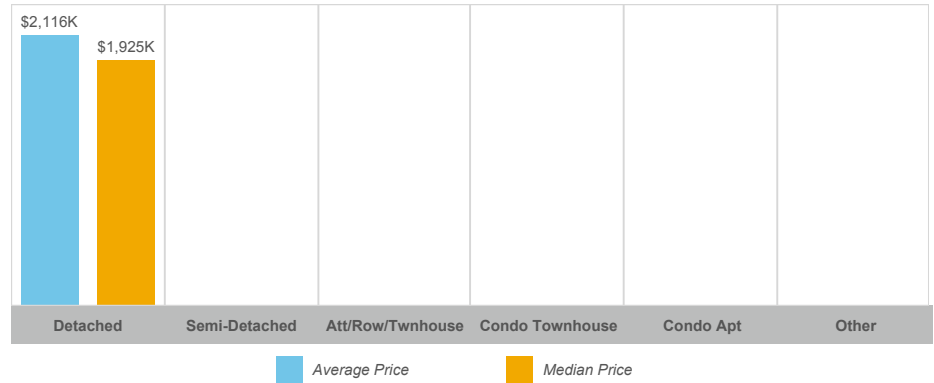 $2,116K
$1,925K
Detached Semi-Detached Att/Row/Twnhouse Condo Townhouse Condo Apt Other
Average Price Median Price